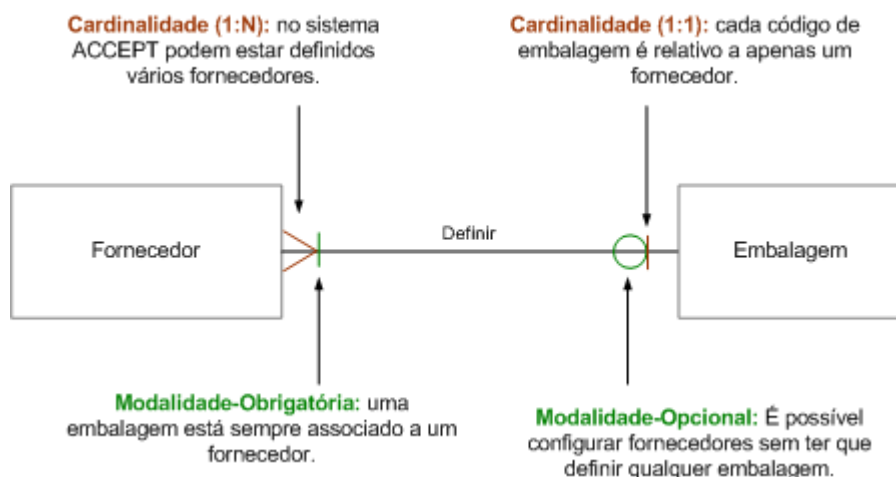 Cardinalidade (1:N): no sistema
ACCEPT podem estar definidos
vários fornecedores.
Cardinalidade (1:1): cada código de
embalagem é relativo a apenas um
fornecedor.
Fornecedor
Definir
Embalagem
Modalidade-Obrigatória: uma
embalagem está sempre associado a um
fornecedor.
Modalidade-Opcional: É possível
configurar fornecedores sem ter que
definir qualquer embalagem.